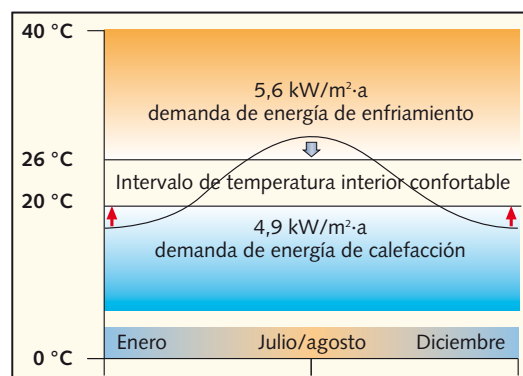 40 °C
5,6 kW/m²·a
demanda de energía de enfriamiento
26 °C
Intervalo de temperatura interior confortable
20 °C
4,9 kW/m²·a
demanda de energía de calefacción
Enero Julio/agosto Diciembre
0 °C